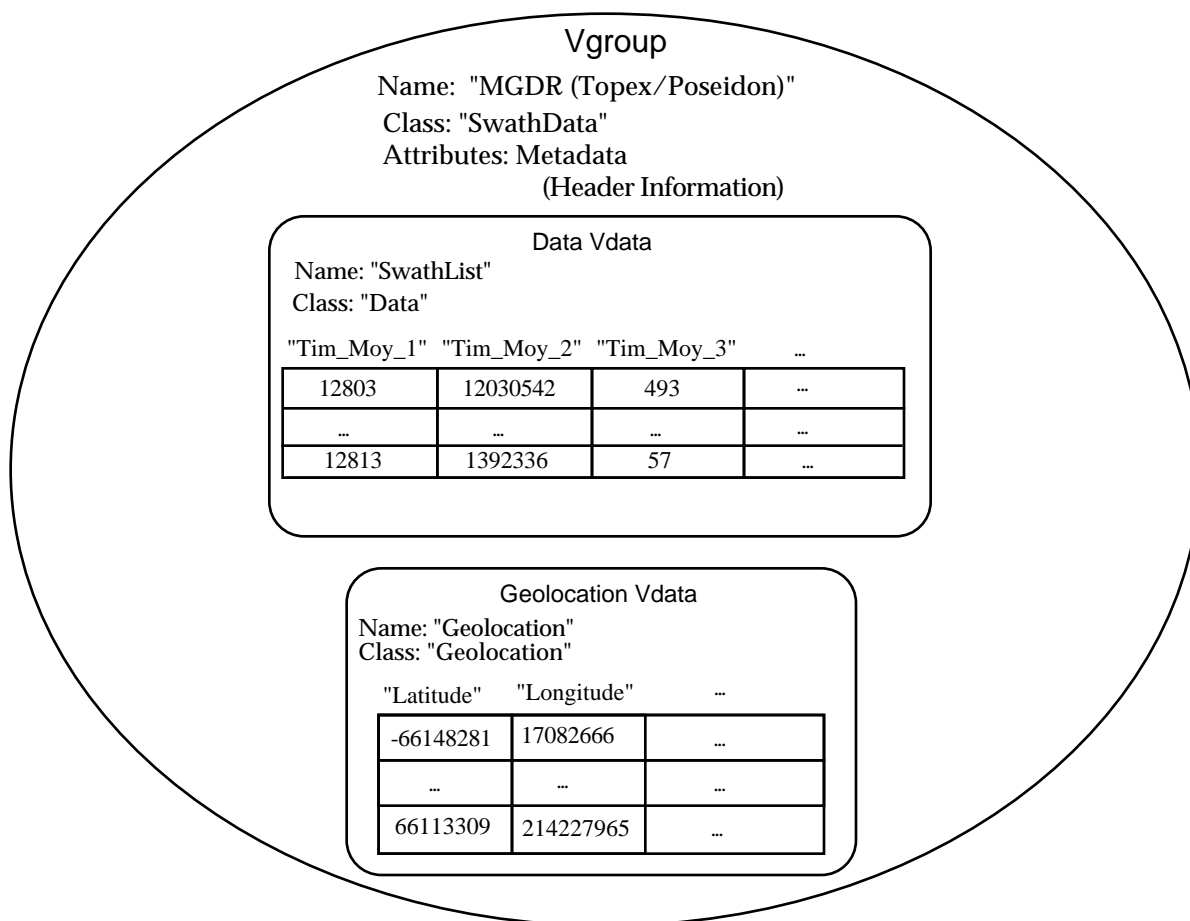 Vgroup
Name: "MGDR (Topex/Poseidon)"
Class: "SwathData"
Attributes: Metadata
(Header Information)
Data Vdata
Name: "SwathList"
Class: "Data"
"Tim_Moy_1" "Tim_Moy_2" "Tim_Moy_3" ...
12803 12030542 493 ...
... ... ... ...
12813 1392336 57 ...
Geolocation Vdata
Name: "Geolocation"
Class: "Geolocation"
"Latitude" "Longitude" ...
-66148281 17082666 ...
... ... ...
66113309 214227965 ...